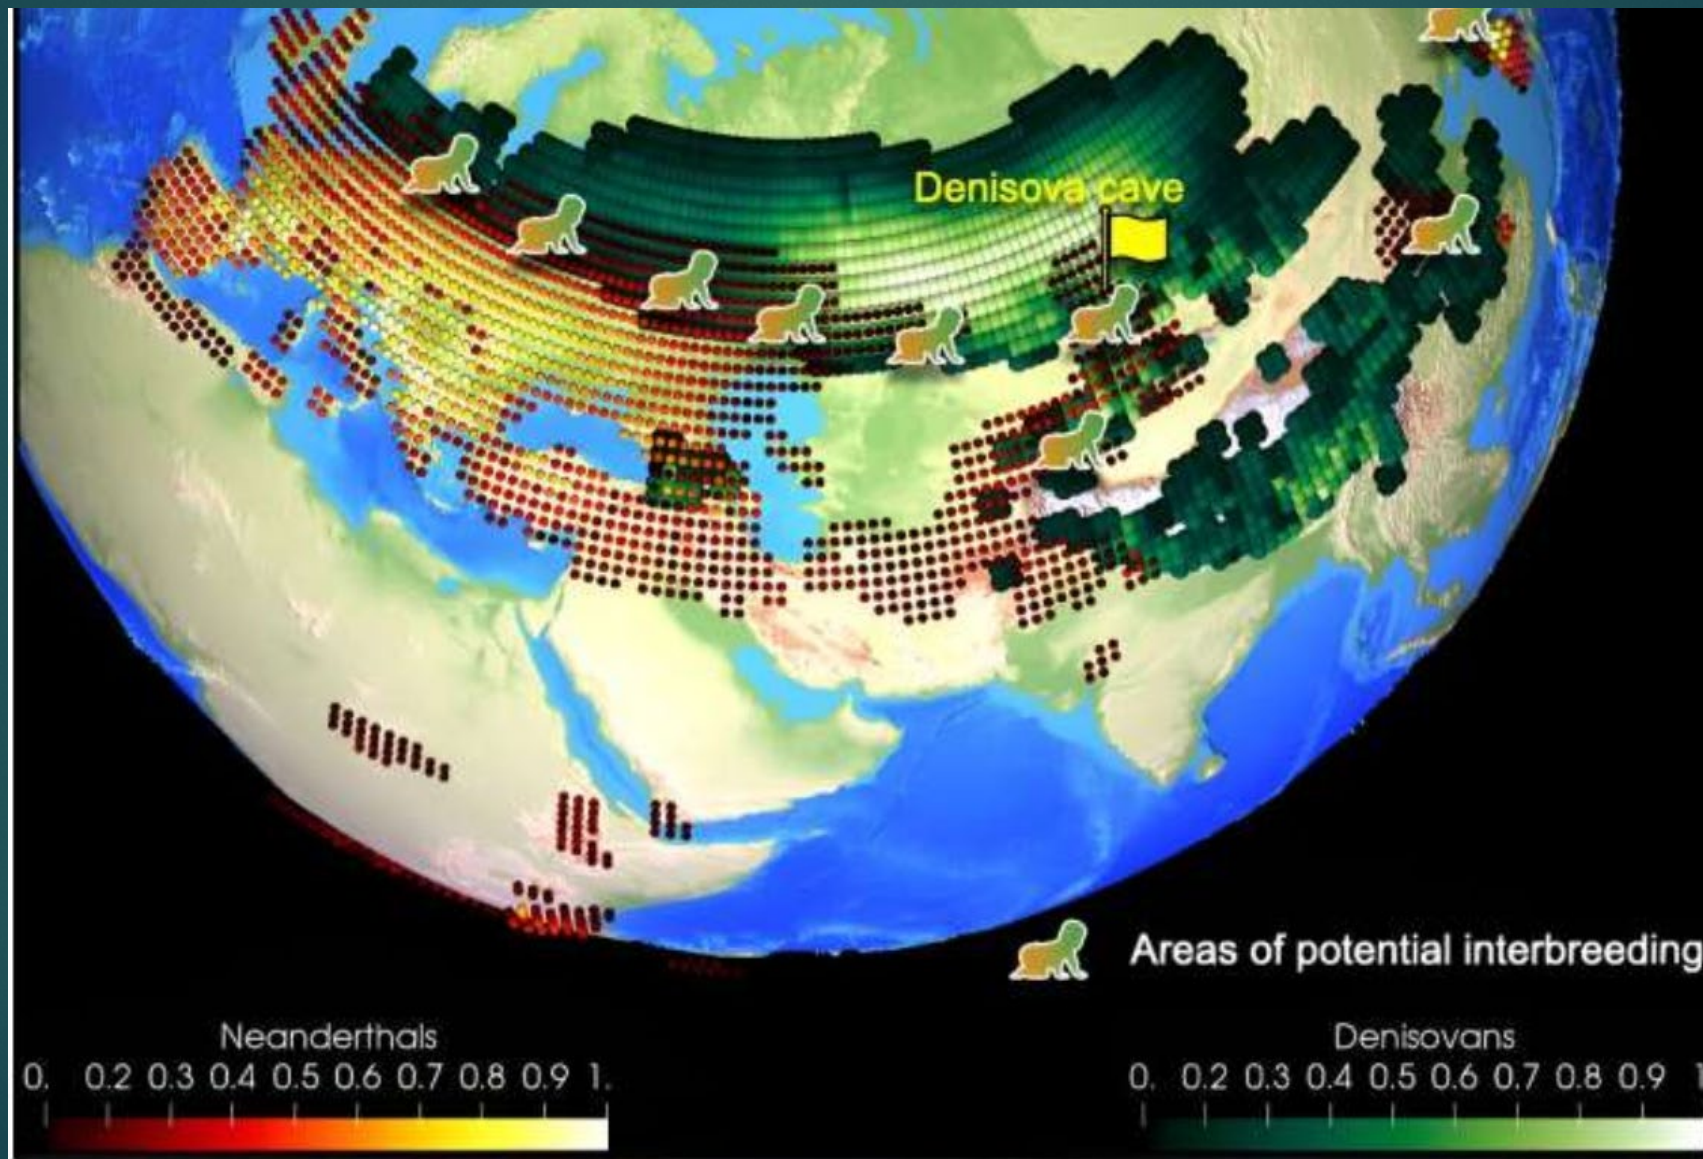 Denisova cave
Areas of potential interbreeding
Neanderthals
0. 0.2 0.3 0.4 0.5 0.6 0.7 0.8 0.9 1.
Denisovans
0. 0.2 0.3 0.4 0.5 0.6 0.7 0.8 0.9 1